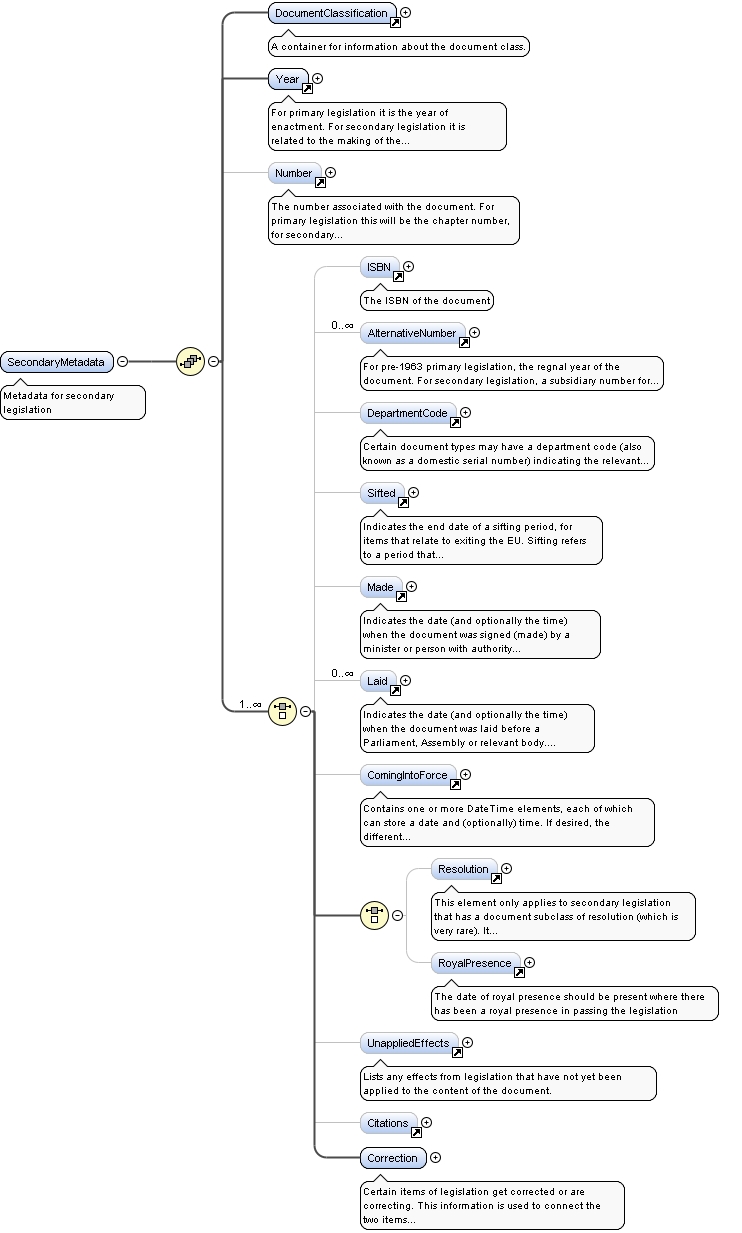 DocumentClassification
A container for information about the document class.
Year
For primary legislation it is the year of
enactment. For secondary legislation it is
related to the making of the...
Number
The number associated with the document. For
primary legislation this will be the chapter number,
for secondary...
ISBN
The ISBN of the document
0..∞
AlternativeNumber
For pre-1963 primary legislation, the regnal year of the
document. For secondary legislation, a subsidiary number for...
SecondaryMetadata
Metadata for secondary
legislation
DepartmentCode
Certain document types may have a department code (also
known as a domestic serial number) indicating the relevant...
Sifted
Indicates the end date of a sifting period, for
items that relate to exiting the EU. Sifting refers
to a period that...
Made
Indicates the date (and optionally the time)
when the document was signed (made) by a
minister or person with authority...
0..∞
Laid
Indicates the date (and optionally the time)
when the document was laid before a
Parliament, Assembly or relevant body....
1..∞
ComingIntoForce
Contains one or more DateTime elements, each of which
can store a date and (optionally) time. If desired, the
different...
Resolution
This element only applies to secondary legislation
that has a document subclass of resolution (which is
very rare). It...
RoyalPresence
The date of royal presence should be present where there
has been a royal presence in passing the legislation
UnappliedEffects
Lists any effects from legislation that have not yet been
applied to the content of the document.
Citations
Correction
Certain items of legislation get corrected or are
correcting. This information is used to connect the
two items...